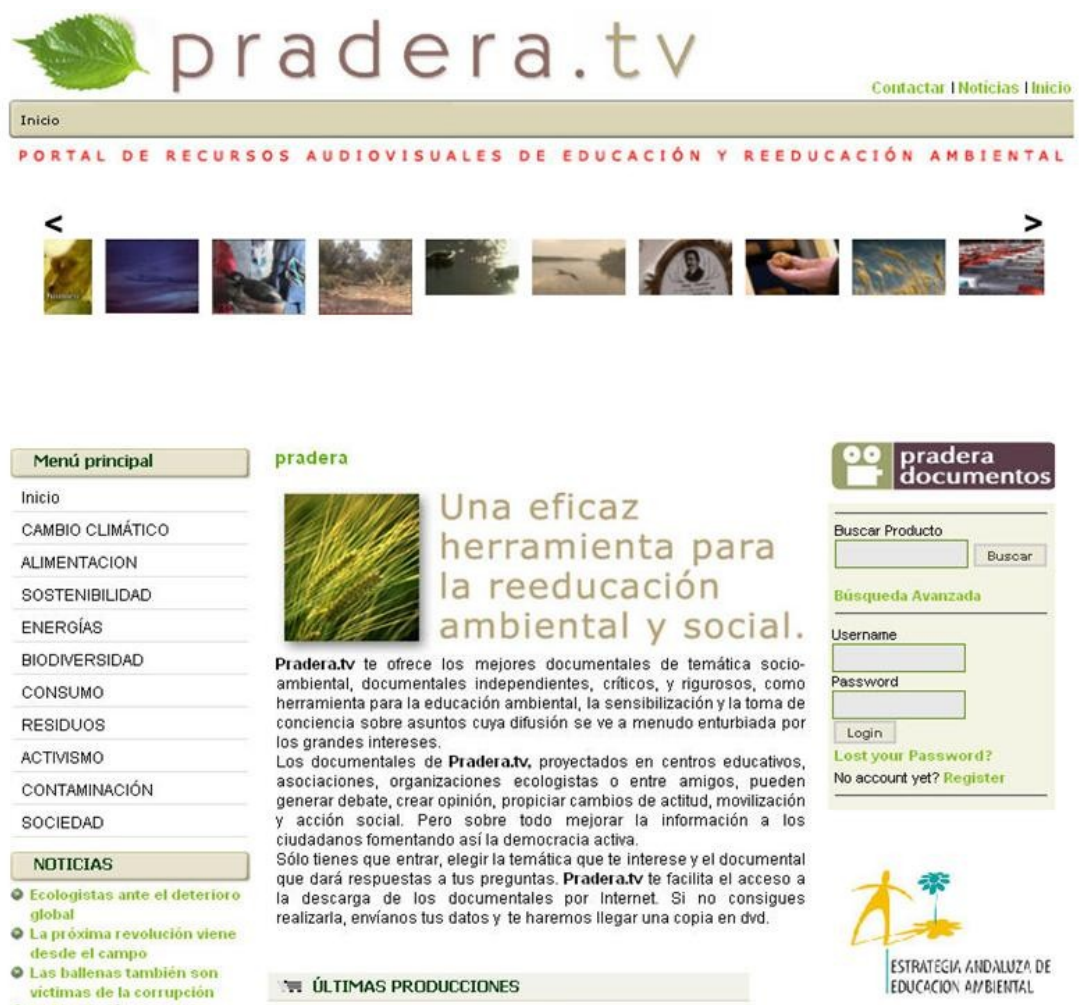 pradera.tv
Contactar | Notícias | Inicio
Inicio
PORTAL DE RECURSOS AUDIOVISUALES DE EDUCACIÓN Y REEDUCACIÓN AMBIENTAL
<
>
Menú principal
Inicio
CAMBIO CLIMÁTICO
ALIMENTACION
SOSTENIBILIDAD
ENERGÍAS
BIODIVERSIDAD
CONSUMO
RESIDUOS
ACTIVISMO
CONTAMINACIÓN
SOCIEDAD
NOTICIAS
Ecologistas ante el deterioro
global
La próxima revolución viene
desde el campo
Las ballenas también son
víctimas de la corrupción
pradera
Una eficaz
herramienta para
la reeducación
ambiental y social.
Pradera.tv te ofrece los mejores documentales de temática socio-
ambiental, documentales independientes, críticos, y rigurosos, como
herramienta para la educación ambiental, la sensibilización y la toma de
conciencia sobre asuntos cuya difusión se ve a menudo enturbiada por
los grandes intereses.
Los documentales de Pradera.tv, proyectados en centros educativos,
asociaciones, organizaciones ecologistas o entre amigos, pueden
generar debate, crear opinión, propiciar cambios de actitud, movilización
y acción social. Pero sobre todo mejorar la información a los
ciudadanos fomentando así la democracia activa.
Sólo tienes que entrar, elegir la temática que te interese y el documental
que dará respuestas a tus preguntas. Pradera.tv te facilita el acceso a
la descarga de los documentales por Internet. Si no consigues
realizarla, envíanos tus datos y te haremos llegar una copia en dvd.
ÚLTIMAS PRODUCCIONES
pradera
documentos
Buscar Producto
Buscar
Búsqueda Avanzada
Username
Password
Login
Lost your Password?
No account yet? Register
ESTRATEGIA ANDALUZA DE
EDUCACION AMBIENTAL